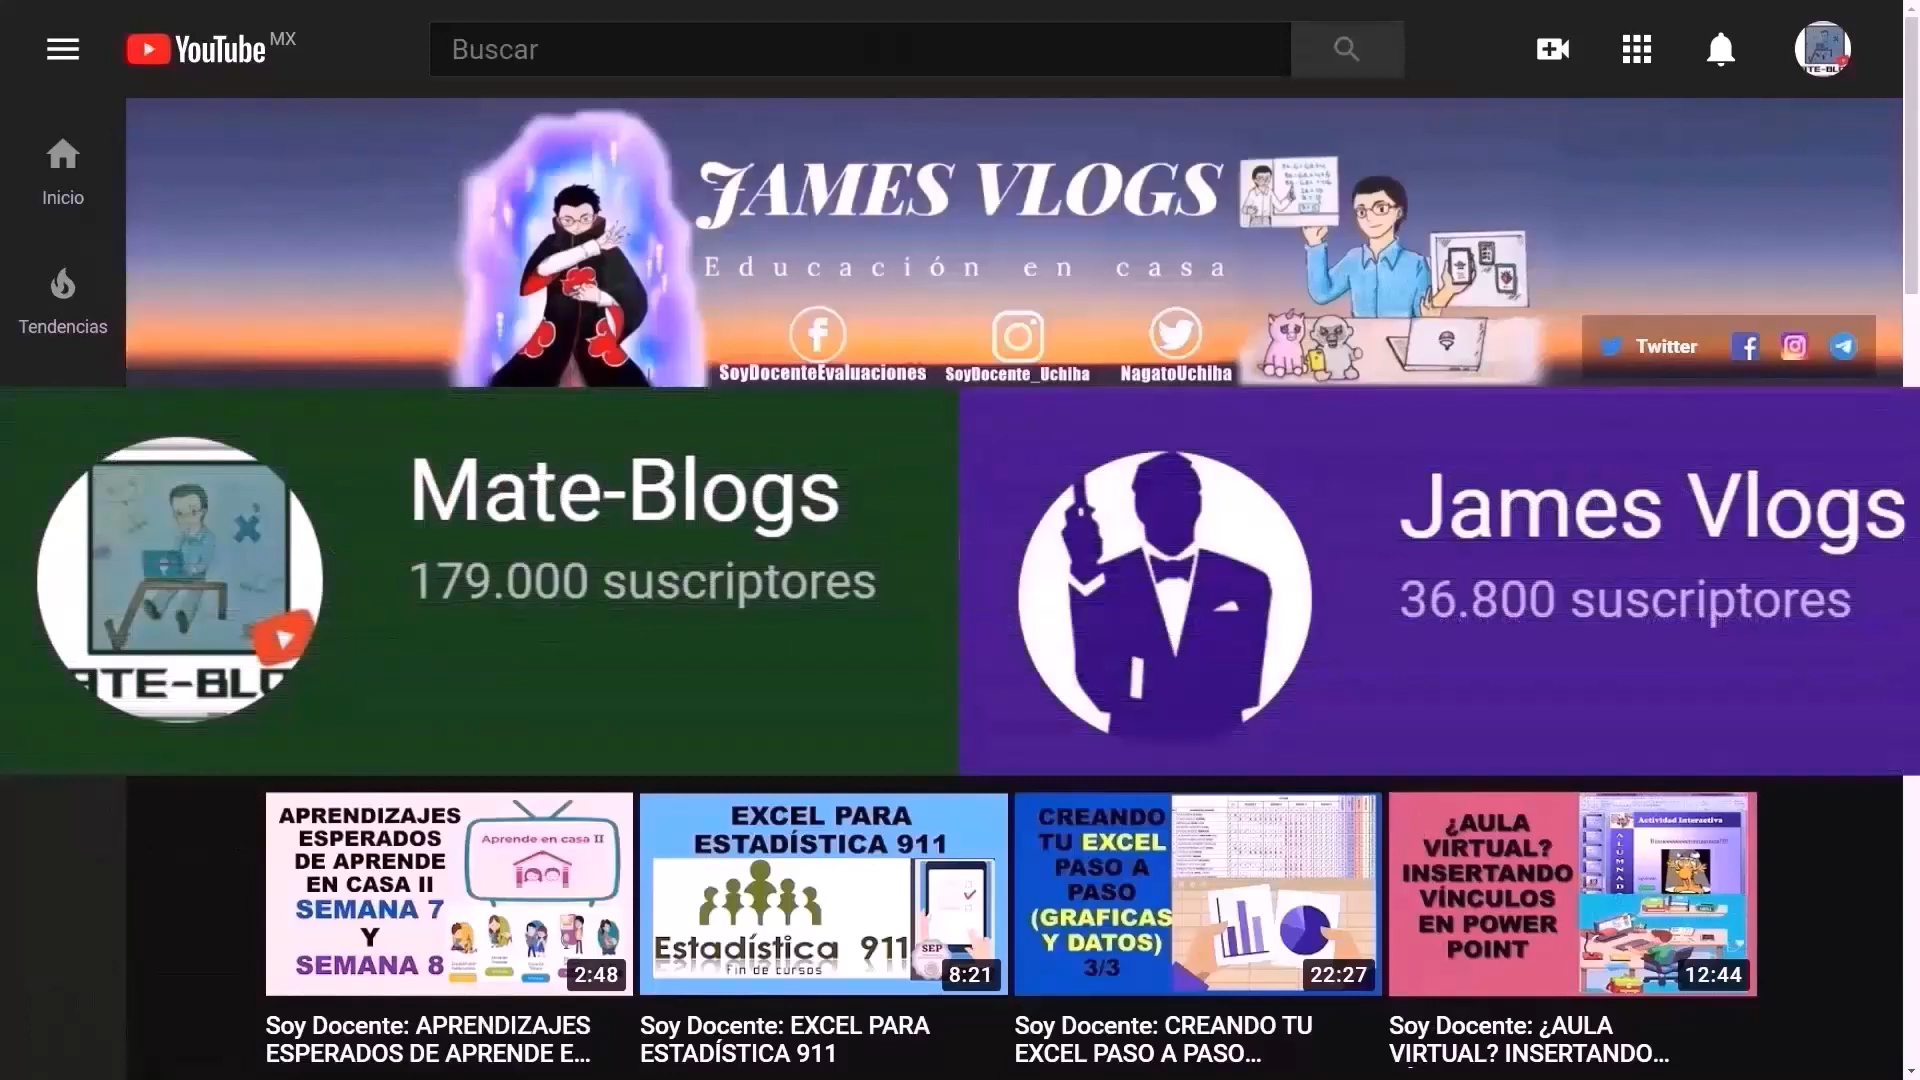 YouTube MX
Buscar
Inicio
Tendencias
JAMES VLOGS
Educación en casa
SoyDocenteEvaluaciones
SoyDocente_Uchiha
NagatoUchiha
Twitter
Mate-Blogs
179.000 suscriptores
ATE-BLO
James Vlogs
36.800 suscriptores
APRENDIZAJES
ESPERADOS
DE APRENDE
EN CASA II
SEMANA 7
Y
SEMANA 8
Aprende en casa II
2:48
EXCEL PARA
ESTADÍSTICA 911
Estadística 911
Fin de cursos
SEP
8:21
CREANDO
TU EXCEL
PASO A
PASO
(GRAFICAS
Y DATOS)
3/3
22:27
¿AULA
VIRTUAL?
INSERTANDO
VÍNCULOS
EN POWER
POINT
Actividad Interactiva
12:44
Soy Docente: APRENDIZAJES
ESPERADOS DE APRENDE E...
Soy Docente: EXCEL PARA
ESTADÍSTICA 911
Soy Docente: CREANDO TU
EXCEL PASO A PASO...
Soy Docente: ¿AULA
VIRTUAL? INSERTANDO...